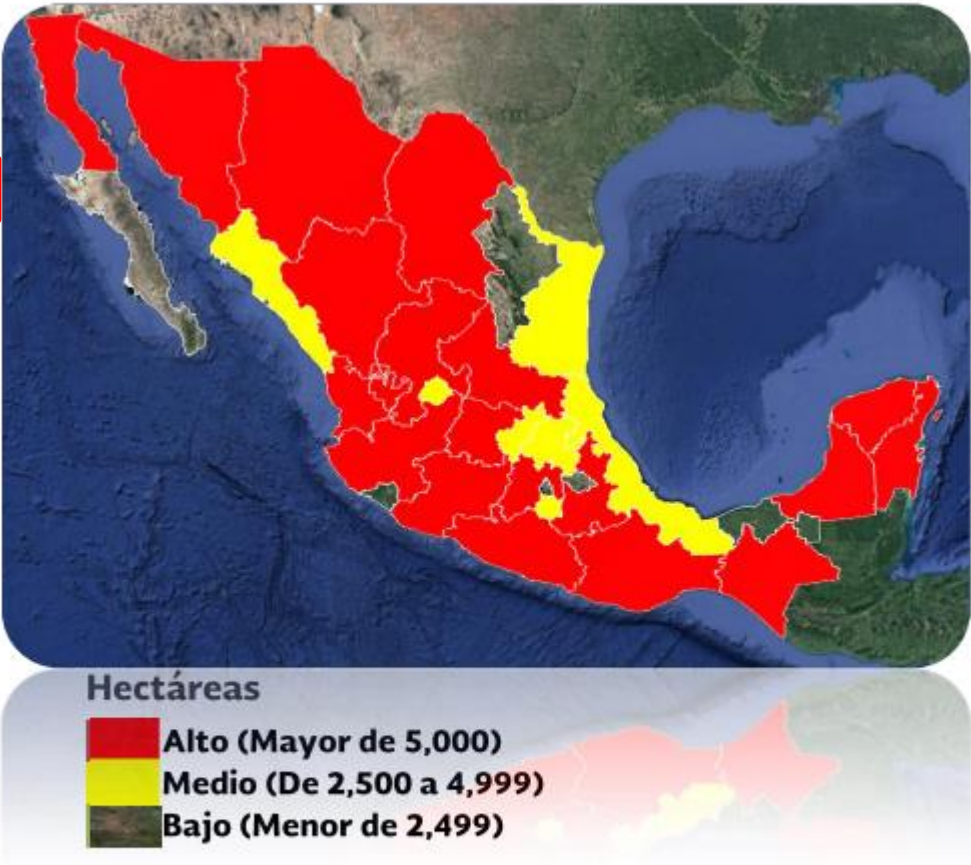 Hectáreas
Alto (Mayor de 5,000)
Medio (De 2,500 a 4,999)
Bajo (Menor de 2,499)